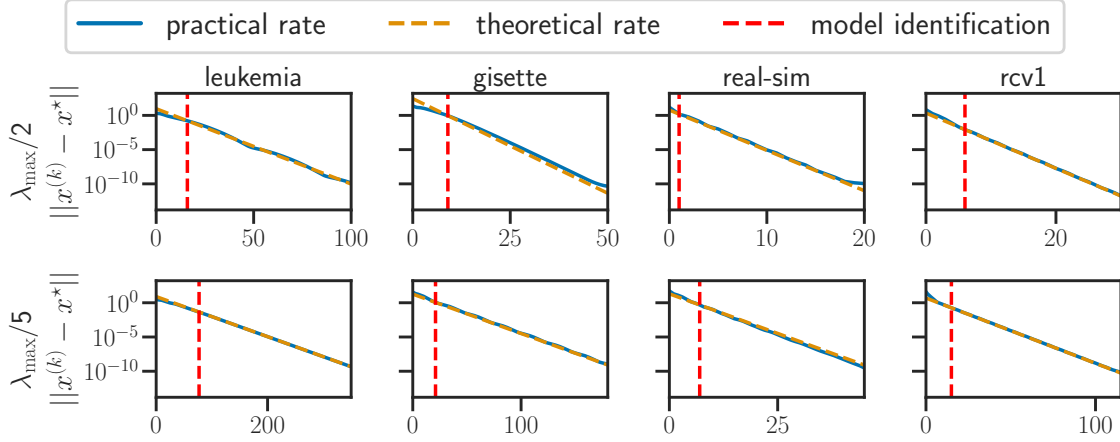 practical rate theoretical rate model identification
leukemia gisette real-sim rcv1
λmax/2
||x^(k) − x^⋆||
10^0
10^−5
10^−10
0 50 100 0 25 50 0 10 20 0 20
λmax/5
||x^(k) − x^⋆||
10^0
10^−5
10^−10
0 200 0 100 0 25 0 100